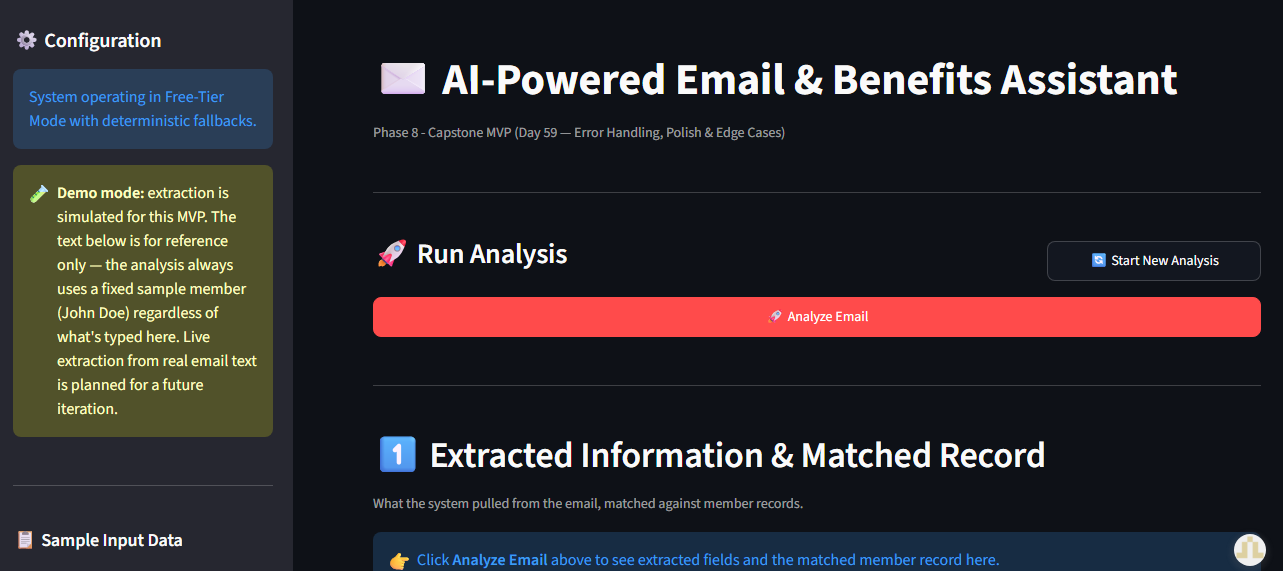 Configuration
System operating in Free-Tier
Mode with deterministic fallbacks.
Demo mode: extraction is
simulated for this MVP. The
text below is for reference
only — the analysis always
uses a fixed sample member
(John Doe) regardless of
what's typed here. Live
extraction from real email text
is planned for a future
iteration.
Sample Input Data
AI-Powered Email & Benefits Assistant
Phase 8 - Capstone MVP (Day 59 — Error Handling, Polish & Edge Cases)
Run Analysis
Start New Analysis
Analyze Email
1 Extracted Information & Matched Record
What the system pulled from the email, matched against member records.
Click Analyze Email above to see extracted fields and the matched member record here.